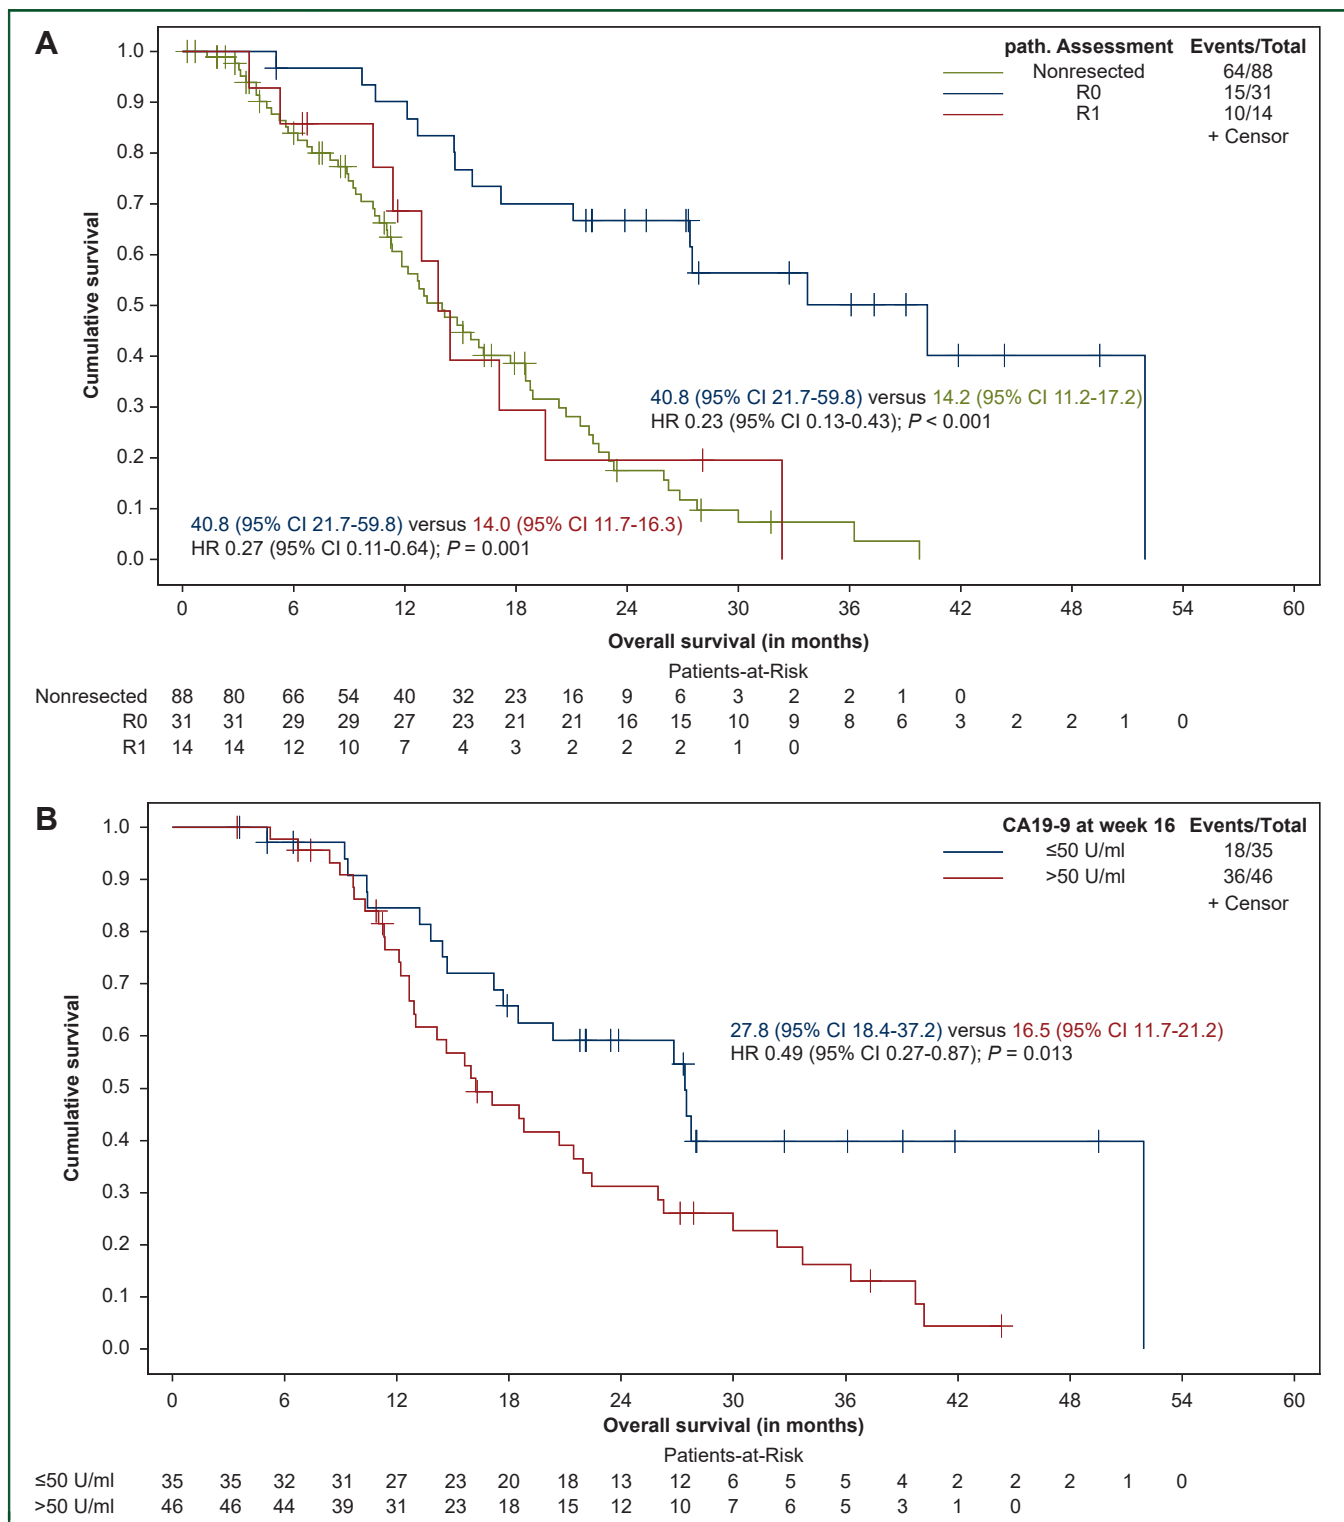 A
path. Assessment Events/Total
Nonresected 64/88
R0 15/31
R1 10/14
+ Censor
1.0
0.9
0.8
0.7
0.6
0.5
0.4
0.3
0.2
0.1
0.0
Cumulative survival
40.8 (95% CI 21.7-59.8) versus 14.2 (95% CI 11.2-17.2)
HR 0.23 (95% CI 0.13-0.43); P < 0.001
40.8 (95% CI 21.7-59.8) versus 14.0 (95% CI 11.7-16.3)
HR 0.27 (95% CI 0.11-0.64); P = 0.001
0 6 12 18 24 30 36 42 48 54 60
Overall survival (in months)
Patients-at-Risk
Nonresected 88 80 66 54 40 32 23 16 9 6 3 2 2 1 0
R0 31 31 29 29 27 23 21 21 16 15 10 9 8 6 3 2 2 1 0
R1 14 14 12 10 7 4 3 2 2 2 1 0
B
CA19-9 at week 16 Events/Total
≤50 U/ml 18/35
>50 U/ml 36/46
+ Censor
1.0
0.9
0.8
0.7
0.6
0.5
0.4
0.3
0.2
0.1
0.0
Cumulative survival
27.8 (95% CI 18.4-37.2) versus 16.5 (95% CI 11.7-21.2)
HR 0.49 (95% CI 0.27-0.87); P = 0.013
0 6 12 18 24 30 36 42 48 54 60
Overall survival (in months)
Patients-at-Risk
≤50 U/ml 35 35 32 31 27 23 20 18 13 12 6 5 5 4 2 2 2 1 0
>50 U/ml 46 46 44 39 31 23 18 15 12 10 7 6 5 3 1 0